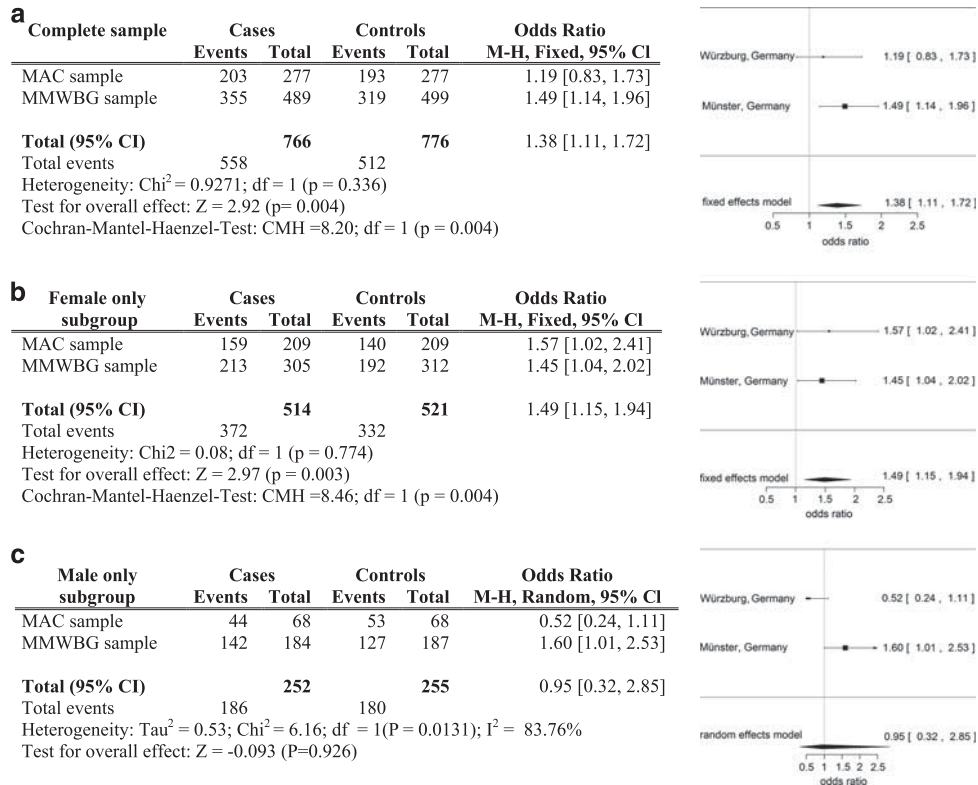 a
Complete sample Cases Controls Odds Ratio
Events Total Events Total M-H, Fixed, 95% Cl
MAC sample 203 277 193 277 1.19 [0.83, 1.73]
MMWBG sample 355 489 319 499 1.49 [1.14, 1.96]
Total (95% CI) 766 776 1.38 [1.11, 1.72]
Total events 558 512
Heterogeneity: Chi² = 0.9271; df = 1 (p = 0.336)
Test for overall effect: Z = 2.92 (p= 0.004)
Cochran-Mantel-Haenzel-Test: CMH =8.20; df = 1 (p = 0.004)
Würzburg, Germany 1.19 [ 0.83 , 1.73 ]
Münster, Germany 1.49 [ 1.14 , 1.96 ]
fixed effects model 1.38 [ 1.11 , 1.72 ]
0.5 1 1.5 2 2.5
odds ratio
b
Female only Cases Controls Odds Ratio
subgroup Events Total Events Total M-H, Fixed, 95% Cl
MAC sample 159 209 140 209 1.57 [1.02, 2.41]
MMWBG sample 213 305 192 312 1.45 [1.04, 2.02]
Total (95% CI) 514 521 1.49 [1.15, 1.94]
Total events 372 332
Heterogeneity: Chi2 = 0.08; df = 1 (p = 0.774)
Test for overall effect: Z = 2.97 (p = 0.003)
Cochran-Mantel-Haenzel-Test: CMH =8.46; df = 1 (p = 0.004)
Würzburg, Germany 1.57 [ 1.02 , 2.41 ]
Münster, Germany 1.45 [ 1.04 , 2.02 ]
fixed effects model 1.49 [ 1.15 , 1.94 ]
0.5 1 1.5 2 2.5
odds ratio
c
Male only Cases Controls Odds Ratio
subgroup Events Total Events Total M-H, Random, 95% Cl
MAC sample 44 68 53 68 0.52 [0.24, 1.11]
MMWBG sample 142 184 127 187 1.60 [1.01, 2.53]
Total (95% CI) 252 255 0.95 [0.32, 2.85]
Total events 186 180
Heterogeneity: Tau² = 0.53; Chi² = 6.16; df = 1(P = 0.0131); I² = 83.76%
Test for overall effect: Z = -0.093 (P=0.926)
Würzburg, Germany 0.52 [ 0.24 , 1.11 ]
Münster, Germany 1.60 [ 1.01 , 2.53 ]
random effects model 0.95 [ 0.32 , 2.85 ]
0.5 1 1.5 2 2.5
odds ratio